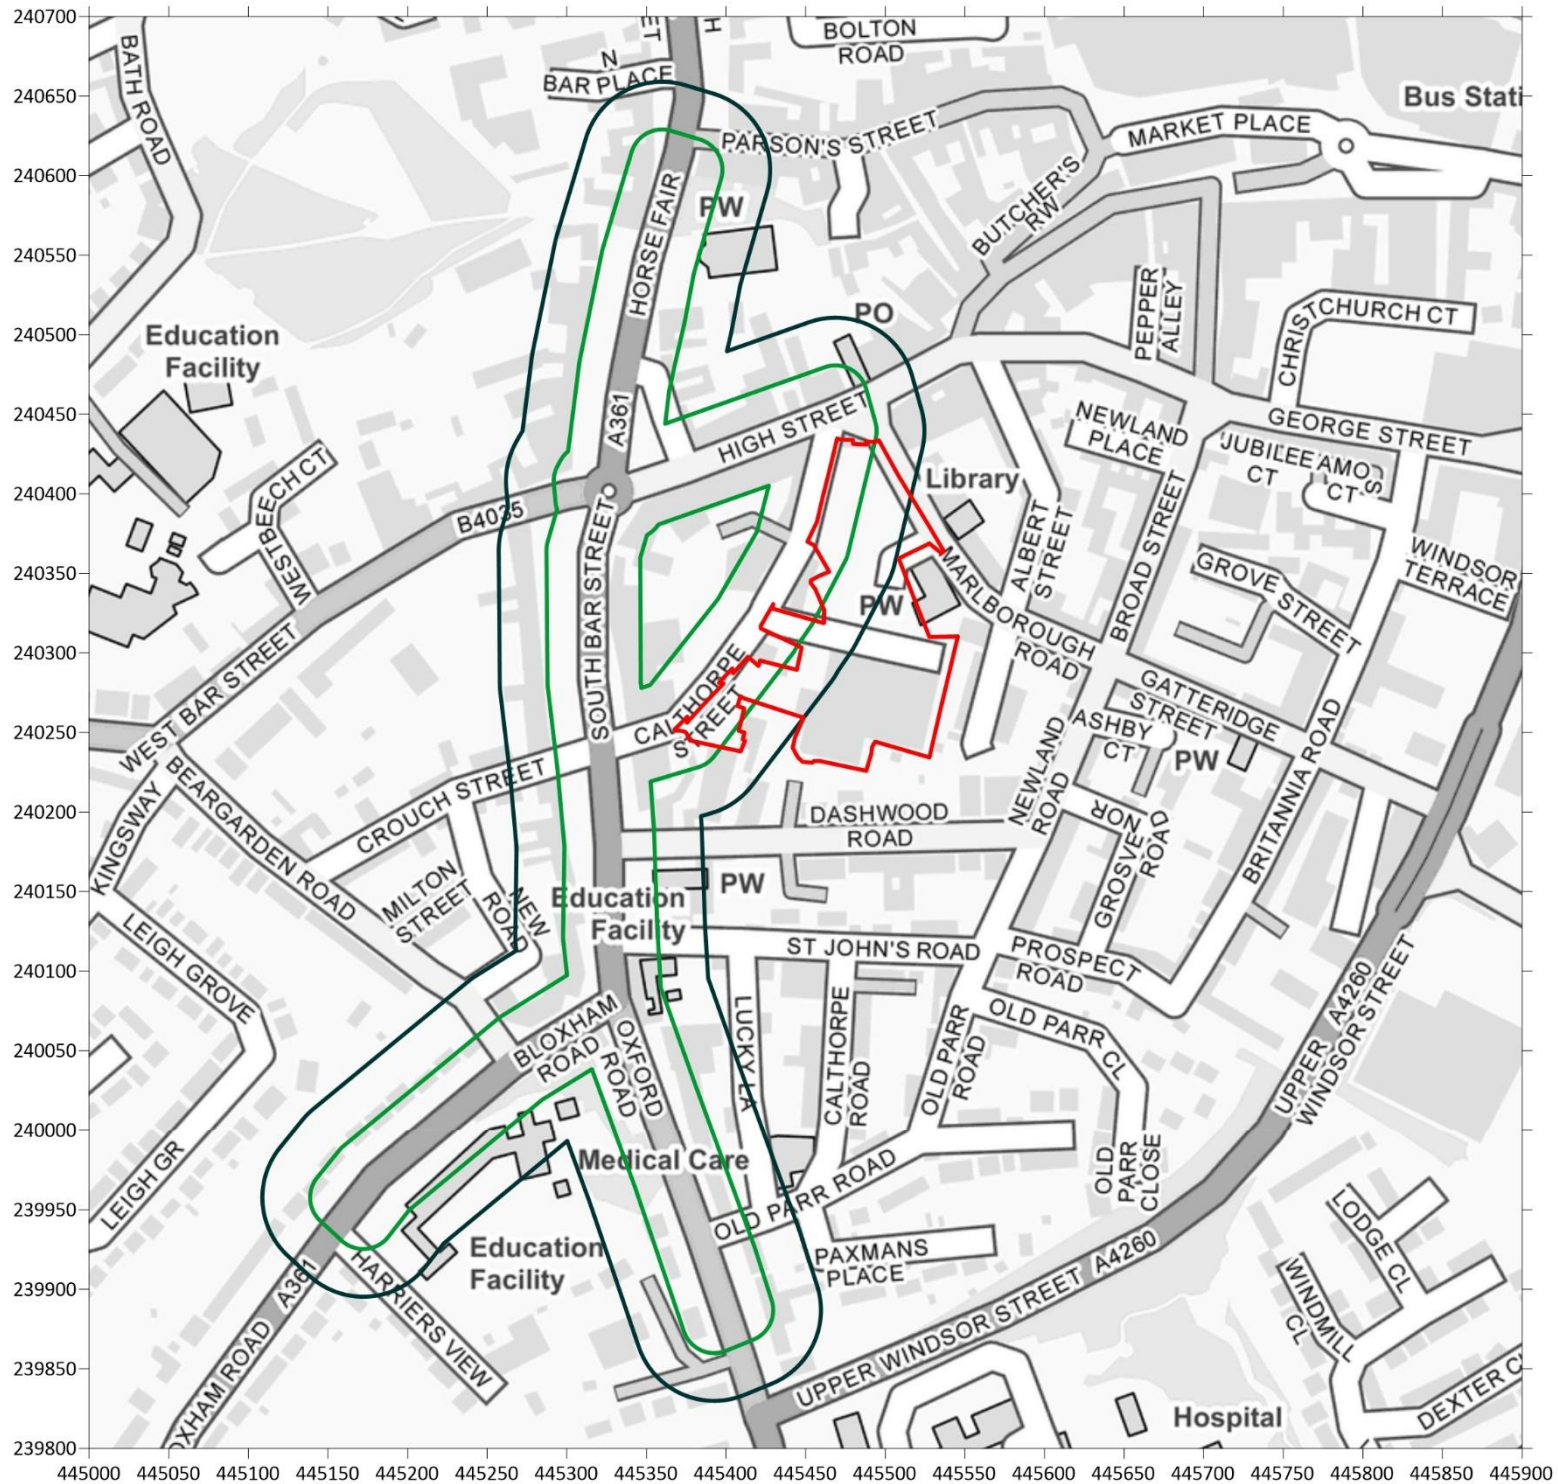 240700
240650
240600
240550
240500
240450
240400
240350
240300
240250
240200
240150
240100
240050
240000
239950
239900
239850
239800
BATH ROAD
N
BAR PLACE
ET
H
BOLTON
ROAD
Bus Stati
MARKET PLACE
PARSON'S STREET
BUTCHER'S
RW
PW
HORSE FAIR
PO
PEPPER
ALLEY
CHRIST
CHURCH CT
Education
Facility
A361
HIGH STREET
NEWLAND
PLACE
GEORGE STREET
JUBILEE
CT
AMOS
CT
Library
WESTBEECH CT
B4035
SOUTH BAR STREET
ALBERT
STREET
BROAD STREET
GROVE STREET
WINDSOR
TERRACE
PW
MARLBOROUGH
ROAD
WEST BAR STREET
CALTHORPE
STREET
GATTERIDGE
STREET
ASHBY
CT
PW
NEWLAND
ROAD
BRITANNIA ROAD
KINGSWAY
BEARGARDEN ROAD
CROUCH STREET
DASHWOOD
ROAD
GROSVENOR
ROAD
MILTON
STREET
NEW
ROAD
Education
Facility
PW
LEIGH GROVE
ST JOHN'S ROAD
PROSPECT
ROAD
BLOXHAM
ROAD
OXFORD
ROAD
LUCKY LA
CALTHORPE
ROAD
OLD PARR
ROAD
OLD PARR CL
UPPER A4260
WINDSOR STREET
LEIGH GR
Medical Care
OLD PARR ROAD
OLD
PARR
CLOSE
LODGE CL
Education
Facility
A361
HARRIERS VIEW
PAXMANS
PLACE
A4260
UPPER WINDSOR STREET
WINDMILL
CL
OXHAM ROAD
Hospital
DEXTER C
445000 445050 445100 445150 445200 445250 445300 445350 445400 445450 445500 445550 445600 445650 445700 445750 445800 445850 445900